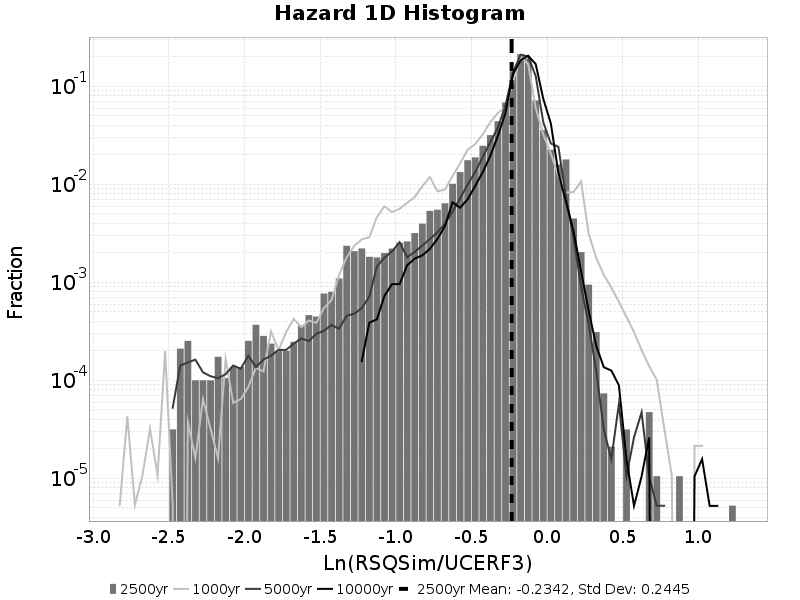 Hazard 1D Histogram
Fraction
10-1
10-2
10-3
10-4
10-5
-3.0 -2.5 -2.0 -1.5 -1.0 -0.5 0.0 0.5 1.0
Ln(RSQSim/UCERF3)
2500yr 1000yr 5000yr 10000yr 2500yr Mean: -0.2342, Std Dev: 0.2445